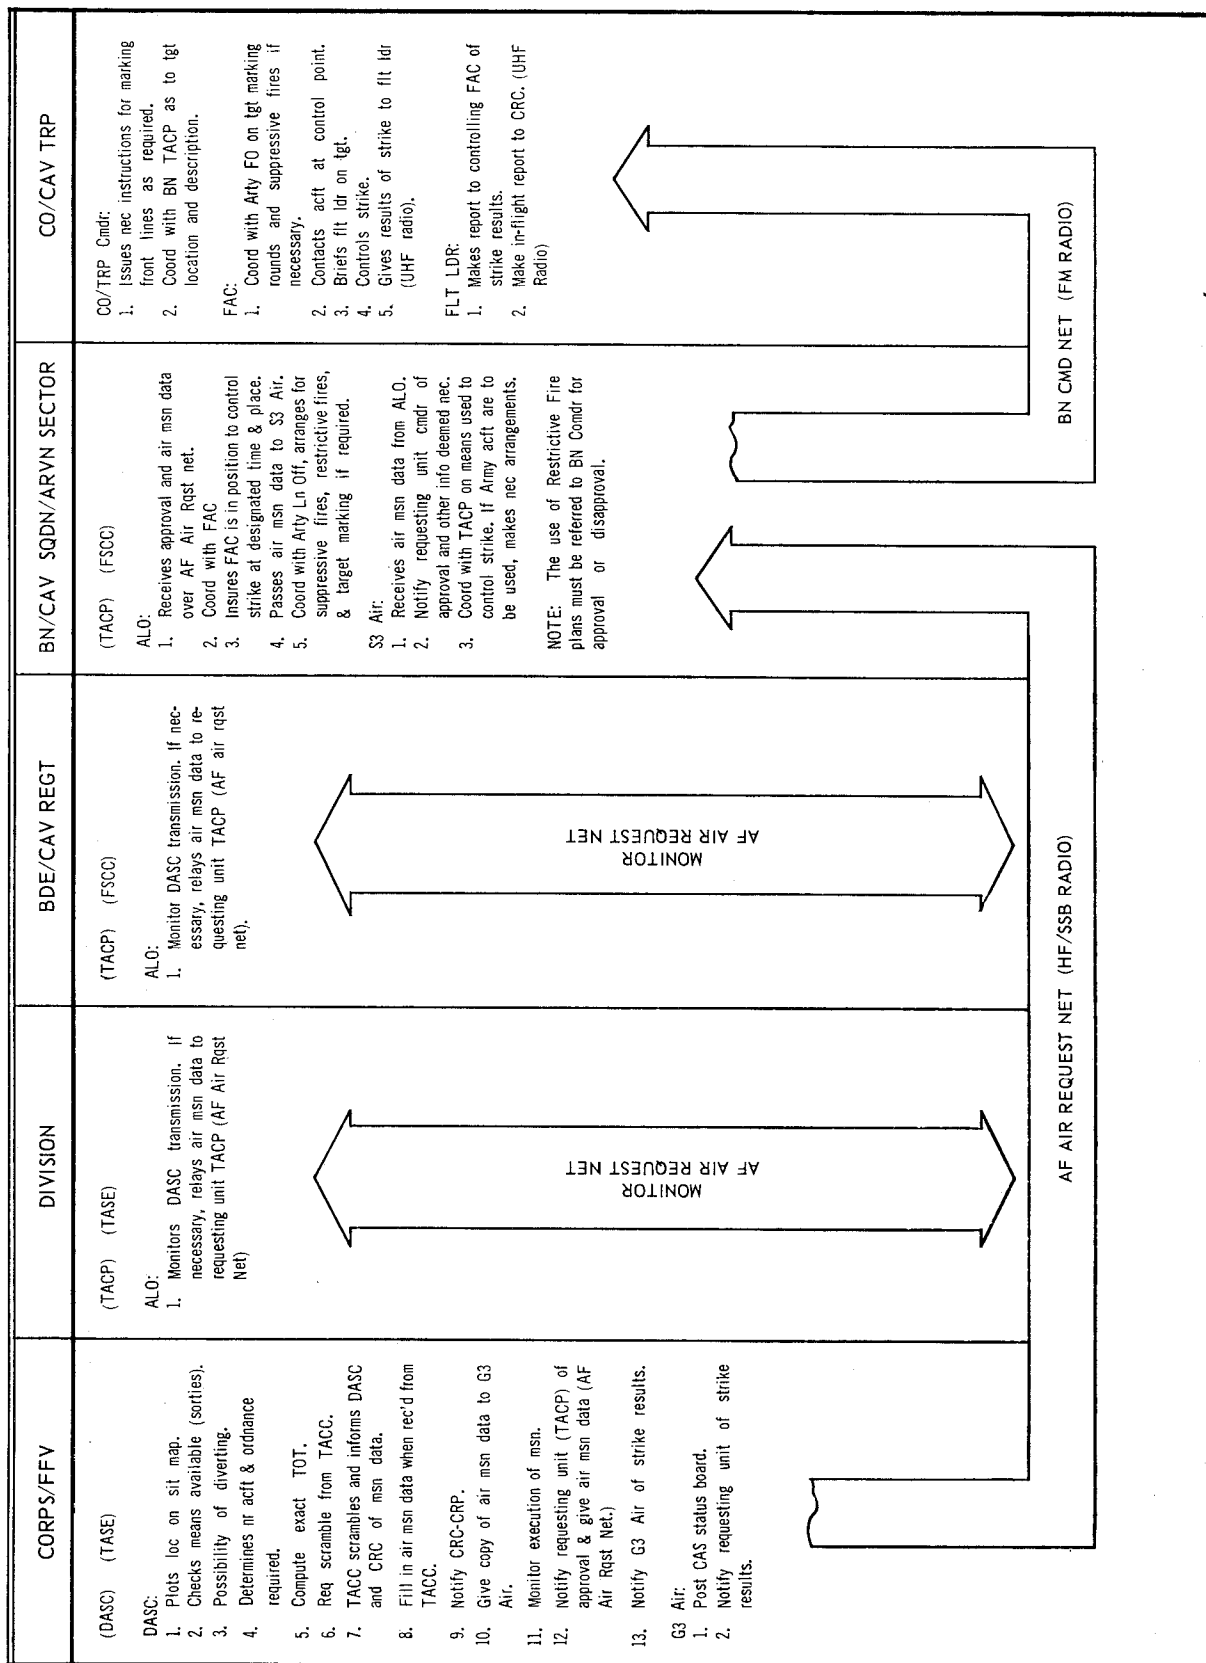 CORPS/FFV
(DASC) (TASE)
DASC:
1. Plots loc on sit map.
2. Checks means available (sorties).
3. Possibility of diverting.
4. Determines nr acft & ordnance
required.
5. Compute exact TOT.
6. Req scramble from TACC.
7. TACC scrambles and informs DASC
and CRC of msn data.
8. Fill in air msn data when rec'd from
TACC.
9. Notify CRC-CRP.
10. Give copy of air msn data to G3
Air.
11. Monitor execution of msn.
12. Notify requesting unit (TACP) of
approval & give air msn data (AF
Air Rqst Net.)
13. Notify G3 Air of strike results.
G3 Air:
1. Post CAS status board.
2. Notify requesting unit of strike
results.
DIVISION
(TACP) (TASE)
ALO:
1. Monitors DASC transmission. If
necessary, relays air msn data to
requesting unit TACP (AF Air Rqst
Net)
MONITOR
AF AIR REQUEST NET
BDE/CAV REGT
(TACP) (FSCC)
ALO:
1. Monitor DASC transmission. If nec-
essary, relays air msn data to re-
questing unit TACP (AF air rqst
net).
MONITOR
AF AIR REQUEST NET
BN/CAV SQDN/ARVN SECTOR
(TACP) (FSCC)
ALO:
1. Receives approval and air msn data
over AF Air Rqst net.
2. Coord with FAC
3. Insures FAC is in position to control
strike at designated time & place.
4. Passes air msn data to S3 Air.
5. Coord with Arty Ln Off, arranges for
suppressive fires, restrictive fires,
& target marking if required.
S3 Air:
1. Receives air msn data from ALO.
2. Notify requesting unit cmdr of
approval and other info deemed nec.
3. Coord with TACP on means used to
control strike. If Army acft are to
be used, makes nec arrangements.
NOTE: The use of Restrictive Fire
plans must be referred to BN Comdr for
approval or disapproval.
CO/CAV TRP
CO/TRP Cmdr:
1. Issues nec instructions for marking
front lines as required.
2. Coord with BN TACP as to tgt
location and description.
FAC:
1. Coord with Arty FO on tgt marking
rounds and suppressive fires if
necessary.
2. Contacts acft at control point.
3. Briefs flt ldr on tgt.
4. Controls strike.
5. Gives results of strike to flt ldr
(UHF radio).
FLT LDR:
1. Makes report to controlling FAC of
strike results.
2. Make in-flight report to CRC. (UHF
Radio)
AF AIR REQUEST NET (HF/SSB RADIO)
BN CMD NET (FM RADIO)